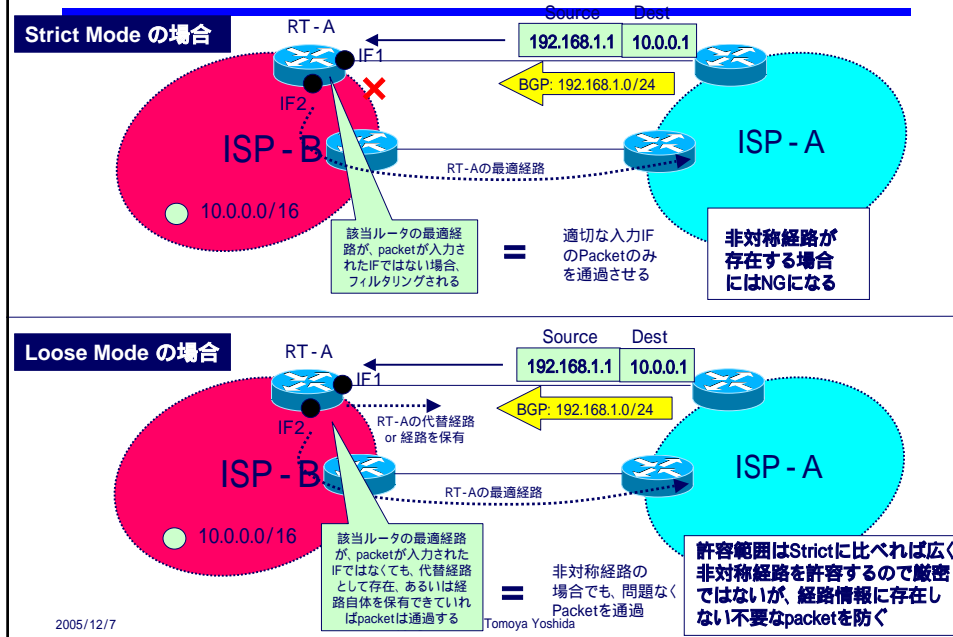 Strict Mode の場合
RT-A
Source Dest
192.168.1.1 10.0.0.1
IF1
BGP: 192.168.1.0/24
IF2
ISP-B
ISP-A
RT-Aの最適経路
10.0.0.0/16
該当ルータの最適経
路が、packetが入力さ
れたIFではない場合、
フィルタリングされる
=
適切な入力IF
のPacketのみ
を通過させる
非対称経路が
存在する場合
にはNGになる
Loose Mode の場合
RT-A
Source Dest
192.168.1.1 10.0.0.1
IF1
BGP: 192.168.1.0/24
RT-Aの代替経路
or 経路を保有
IF2
ISP-B
ISP-A
RT-Aの最適経路
10.0.0.0/16
該当ルータの最適経路
が、packetが入力された
IFではなくても、代替経路
として存在、あるいは経
路自体を保有できていれ
ばpacketは通過する
=
非対称経路の
場合でも、問題なく
Packetを通過
許容範囲はStrictに比べれば広く
非対称経路を許容するので厳密
ではないが、経路情報に存在し
ない不要なpacketを防ぐ
2005/12/7
Tomoya Yoshida